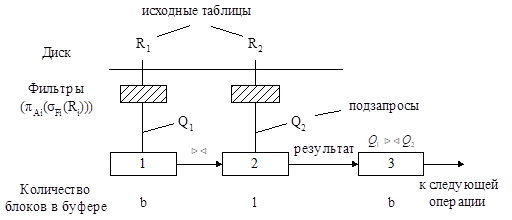 исходные таблицы
R1 R2
Диск
Фильтры
(πAi(σFi(Ri)))
Q1 Q2 подзапросы
⋈ результат Q1 ⋈ Q2
1 2 3
Количество блоков в буфере b 1 b
к следующей операции